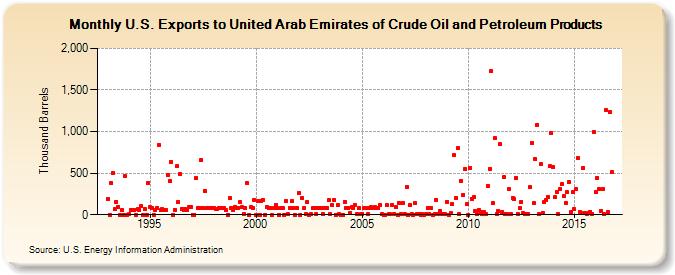 Monthly U.S. Exports to United Arab Emirates of Crude Oil and Petroleum Products
Thousand Barrels
2,000
1,500
1,000
500
0
1995 2000 2005 2010 2015
Source: U.S. Energy Information Administration